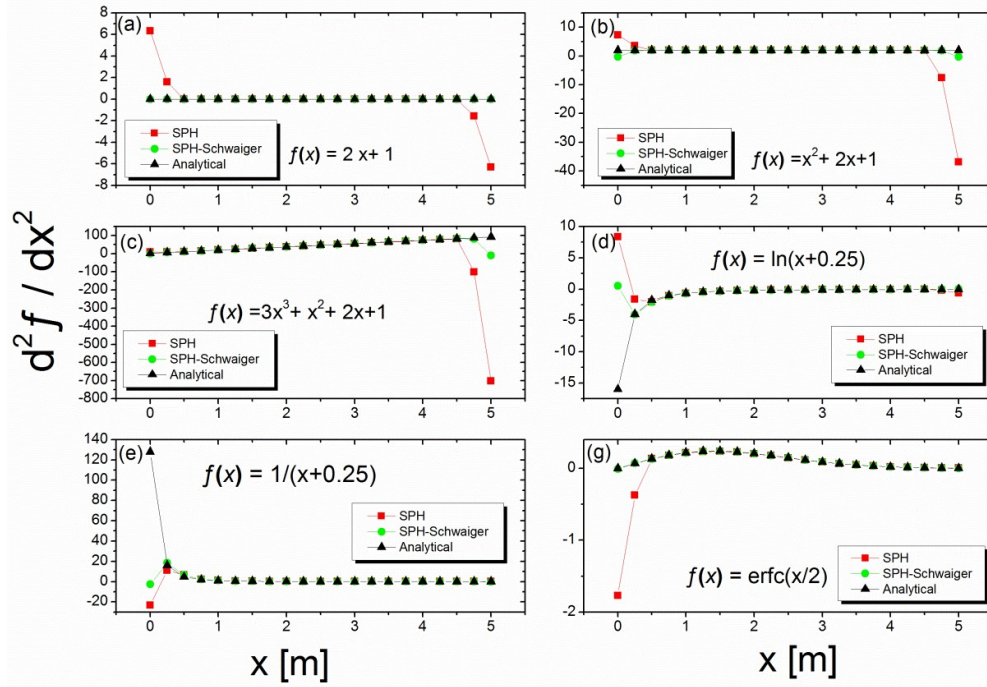 d² f / dx²
(a)
8
6
4
2
0
-2
-4
-6
-8
SPH
SPH-Schwaiger
Analytical
f(x) = 2 x+ 1
0 1 2 3 4 5
(b)
10
0
-10
-20
-30
-40
SPH
SPH-Schwaiger
Analytical
f(x) =x²+ 2x+1
0 1 2 3 4 5
(c)
100
0
-100
-200
-300
-400
-500
-600
-700
-800
f(x) =3x³+ x²+ 2x+1
SPH
SPH-Schwaiger
Analytical
0 1 2 3 4 5
(d)
10
5
0
-5
-10
-15
f(x) = ln(x+0.25)
SPH
SPH-Schwaiger
Analytical
0 1 2 3 4 5
(e)
140
120
100
80
60
40
20
0
-20
f(x) = 1/(x+0.25)
SPH
SPH-Schwaiger
Analytical
0 1 2 3 4 5
x [m]
(g)
0
-1
-2
SPH
SPH-Schwaiger
Analytical
f(x) = erfc(x/2)
0 1 2 3 4 5
x [m]